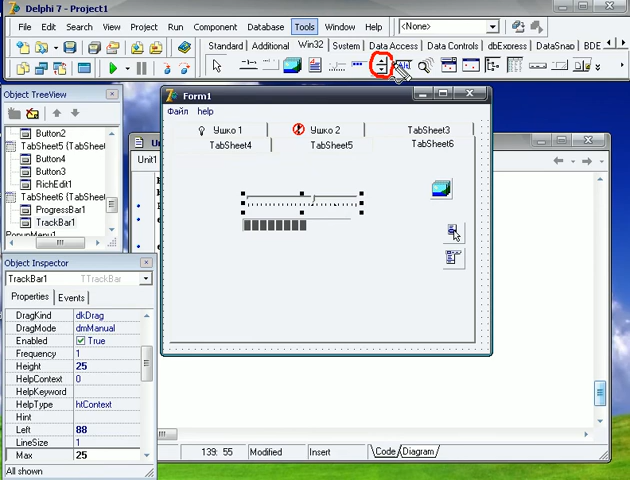 Delphi 7 - Project1
File Edit Search View Project Run Component Database Tools Window Help <None>
Standard Additional Win32 System Data Access Data Controls dbExpress DataSnap BDE
Object TreeView
Button2
TabSheet5 {TabSheet
Button4
Button3
RichEdit1
TabSheet6 {TabSheet
ProgressBar1
TrackBar1
PopupMenu1
Form1
Файл help
Ушко 1 Ушко 2 TabSheet3
TabSheet4 TabSheet5 TabSheet6
Unit1
Object Inspector
TrackBar1 TTrackBar
Properties Events
DragKind dkDrag
DragMode dmManual
Enabled True
Frequency 1
Height 25
HelpContext 0
HelpKeyword
HelpType htContext
Hint
Left 88
LineSize 1
Max 25
All shown
139: 55 Modified Insert Code Diagram